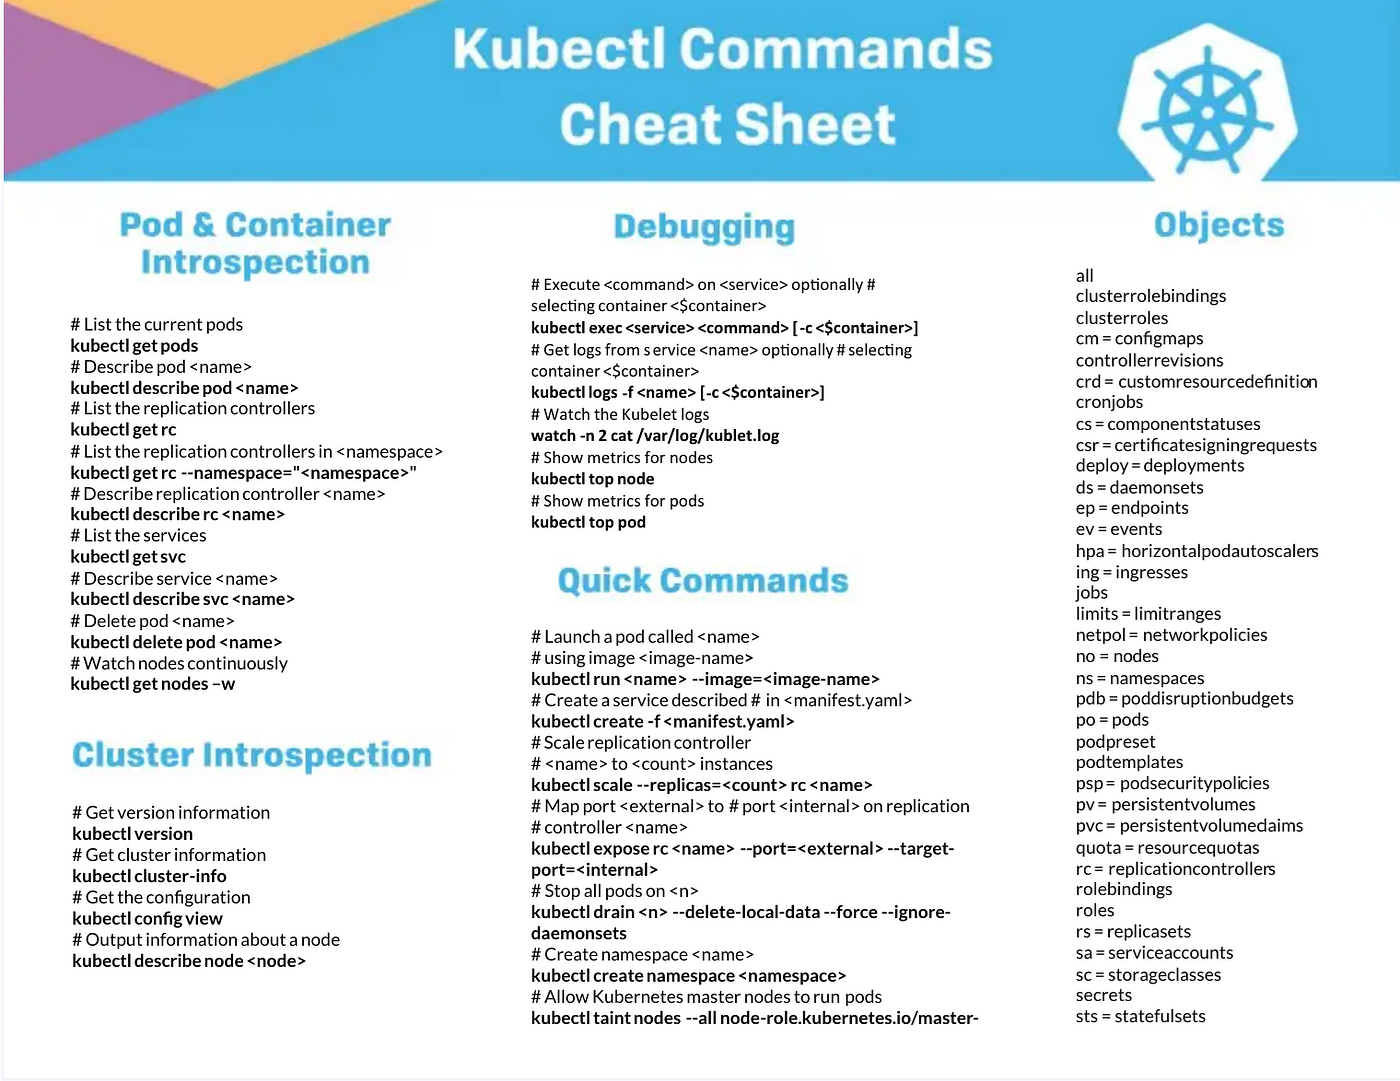 Kubectl Commands
Cheat Sheet
Pod & Container
Introspection
# List the current pods
kubectl get pods
# Describe pod <name>
kubectl describe pod <name>
# List the replication controllers
kubectl get rc
# List the replication controllers in <namespace>
kubectl get rc --namespace="<namespace>"
# Describe replication controller <name>
kubectl describe rc <name>
# List the services
kubectl get svc
# Describe service <name>
kubectl describe svc <name>
# Delete pod <name>
kubectl delete pod <name>
# Watch nodes continuously
kubectl get nodes –w
Cluster Introspection
# Get version information
kubectl version
# Get cluster information
kubectl cluster-info
# Get the configuration
kubectl config view
# Output information about a node
kubectl describe node <node>
Debugging
# Execute <command> on <service> optionally #
selecting container <$container>
kubectl exec <service> <command> [-c <$container>]
# Get logs from service <name> optionally # selecting
container <$container>
kubectl logs -f <name> [-c <$container>]
# Watch the Kubelet logs
watch -n 2 cat /var/log/kublet.log
# Show metrics for nodes
kubectl top node
# Show metrics for pods
kubectl top pod
Quick Commands
# Launch a pod called <name>
# using image <image-name>
kubectl run <name> --image=<image-name>
# Create a service described # in <manifest.yaml>
kubectl create -f <manifest.yaml>
# Scale replication controller
# <name> to <count> instances
kubectl scale --replicas=<count> rc <name>
# Map port <external> to # port <internal> on replication
# controller <name>
kubectl expose rc <name> --port=<external> --target-
port=<internal>
# Stop all pods on <n>
kubectl drain <n> --delete-local-data --force --ignore-
daemonsets
# Create namespace <name>
kubectl create namespace <namespace>
# Allow Kubernetes master nodes to run pods
kubectl taint nodes --all node-role.kubernetes.io/master-
Objects
all
clusterrolebindings
clusterroles
cm = configmaps
controllerrevisions
crd = customresourcedefinition
cronjobs
cs = componentstatuses
csr = certificatesigningrequests
deploy = deployments
ds = daemonsets
ep = endpoints
ev = events
hpa = horizontalpodautoscalers
ing = ingresses
jobs
limits = limitranges
netpol = networkpolicies
no = nodes
ns = namespaces
pdb = poddisruptionbudgets
po = pods
podpreset
podtemplates
psp = podsecuritypolicies
pv = persistentvolumes
pvc = persistentvolumedaims
quota = resourcequotas
rc = replicationcontrollers
rolebindings
roles
rs = replicasets
sa = serviceaccounts
sc = storageclasses
secrets
sts = statefulsets